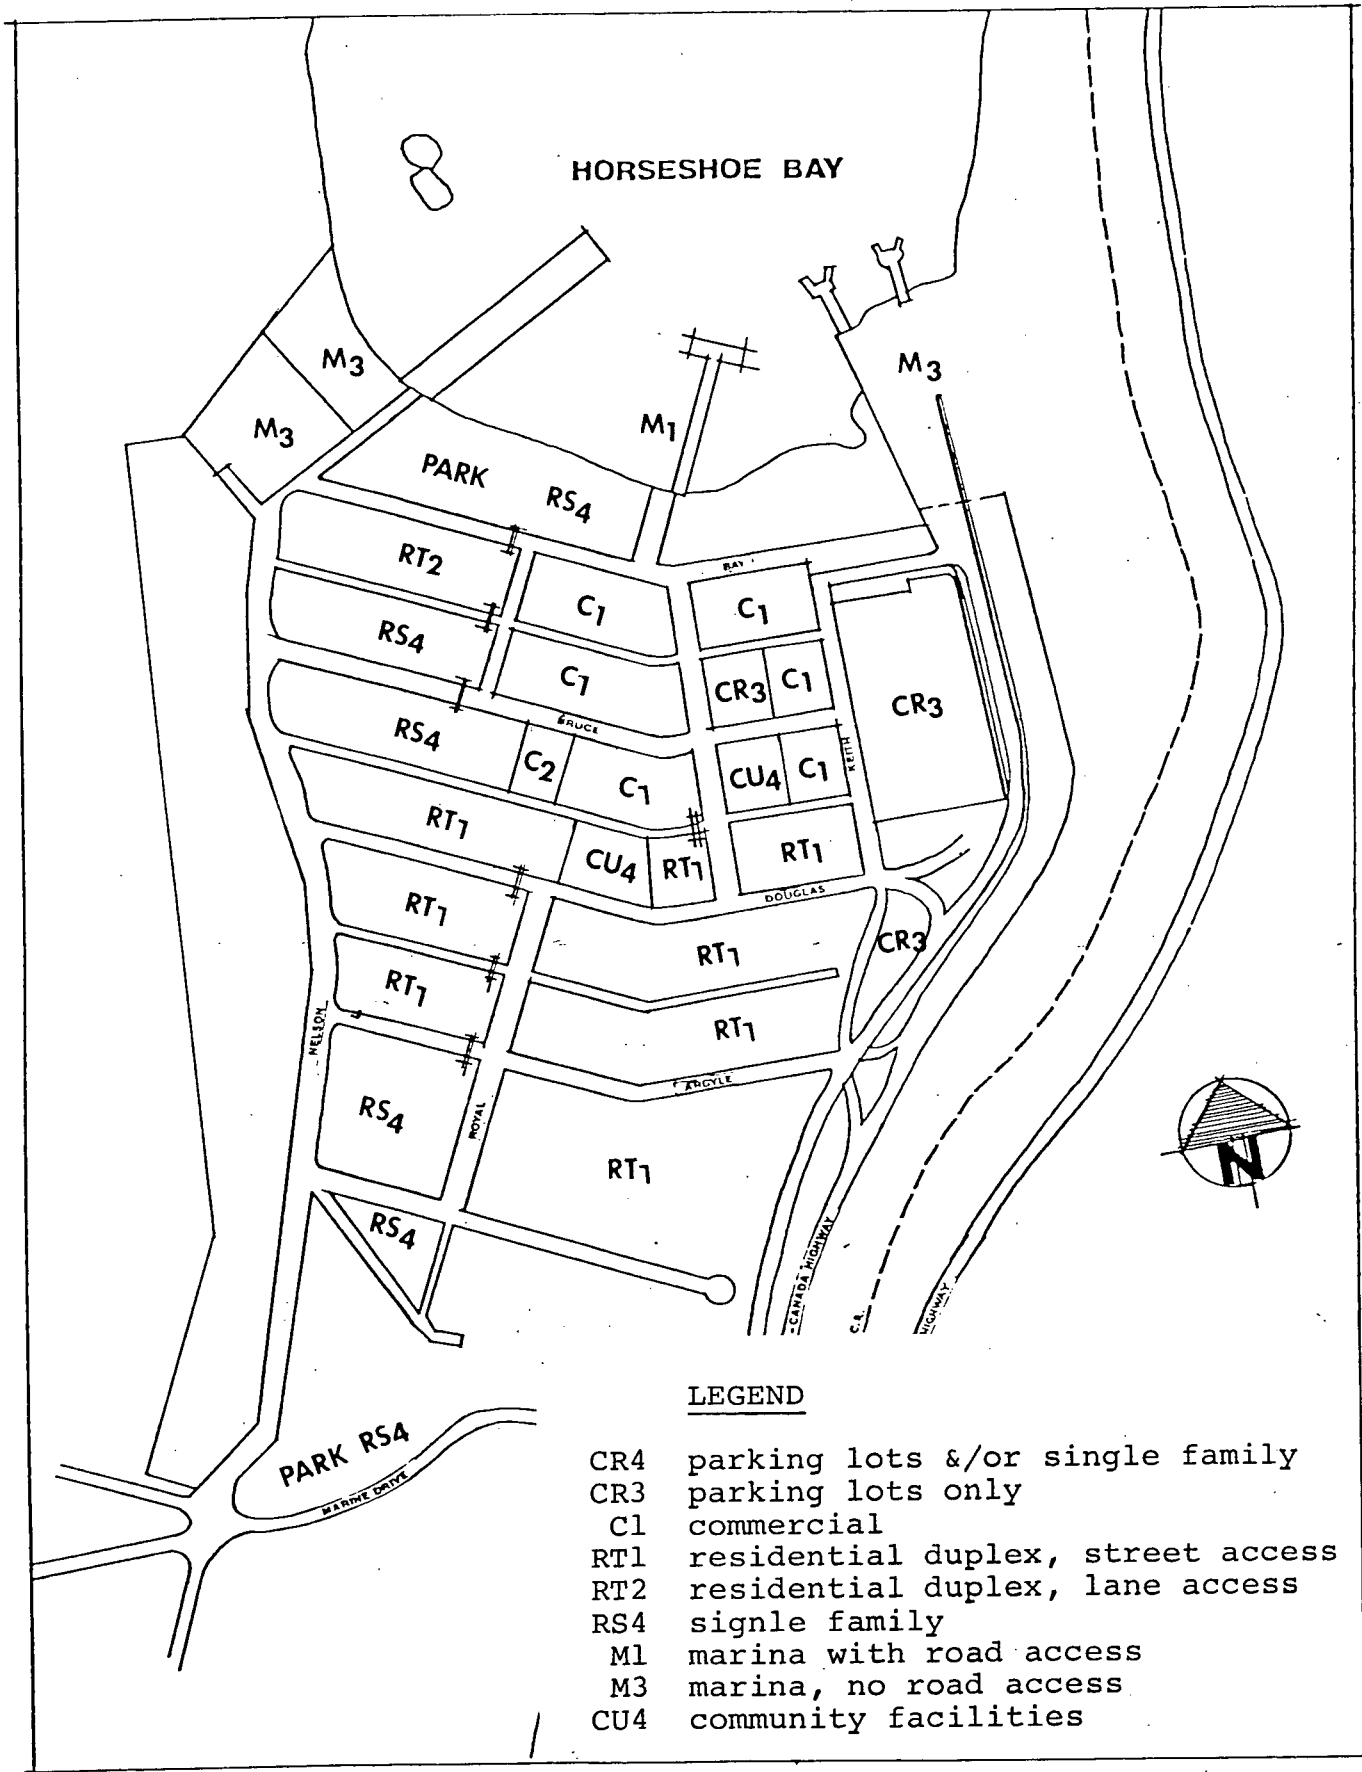 HORSESHOE BAY
M3
M3
M3
M1
PARK RS4
RT2
BAY
C1
C1
RS4
C1
CR3
C1
CR3
BRUCE
RS4
C2
C1
CU4
C1
KEITH
RT1
CU4
RT1
RT1
DOUGLAS
RT1
RT1
CR3
RT1
RT1
NELSON
ARGYLE
RS4
ROYAL
RT1
N
RS4
CANADA HIGHWAY
C.R.
HIGHWAY
PARK RS4
MARINE DRIVE
LEGEND
CR4 parking lots &/or single family
CR3 parking lots only
C1 commercial
RT1 residential duplex, street access
RT2 residential duplex, lane access
RS4 signle family
M1 marina with road access
M3 marina, no road access
CU4 community facilities